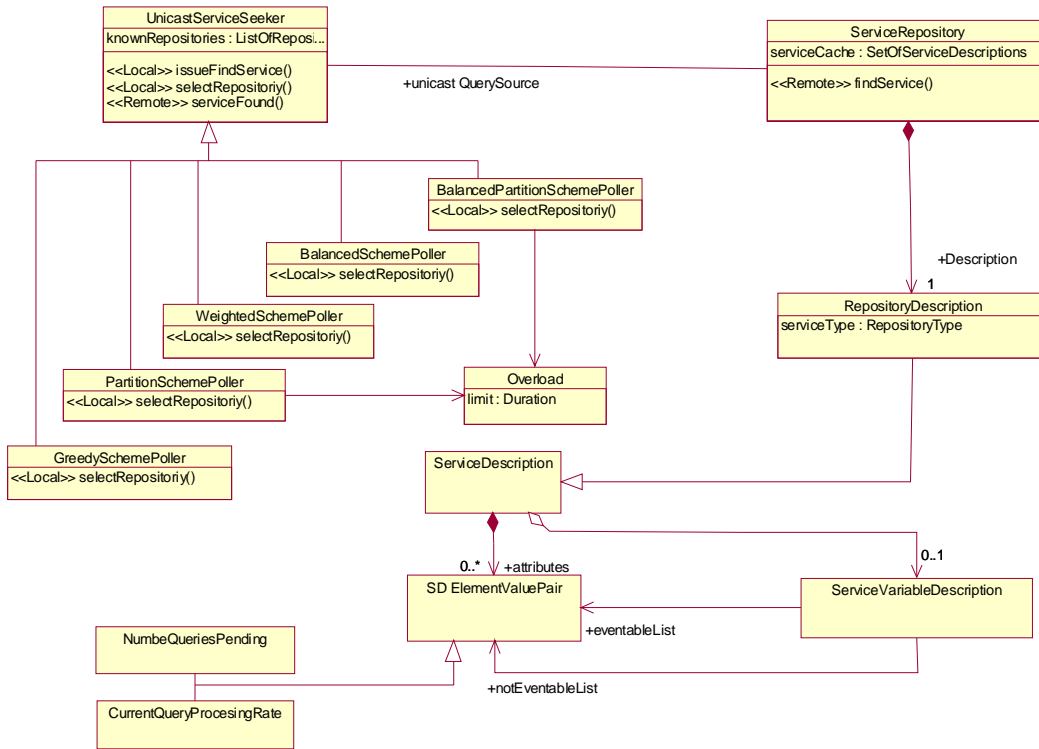 UnicastServiceSeeker
knownRepositories : ListOfReposi...
<<Local>> issueFindService()
<<Local>> selectRepositoriy()
<<Remote>> serviceFound()
+unicast QuerySource
ServiceRepository
serviceCache : SetOfServiceDescriptions
<<Remote>> findService()
BalancedPartitionSchemePoller
<<Local>> selectRepositoriy()
BalancedSchemePoller
<<Local>> selectRepositoriy()
+Description
1
WeightedSchemePoller
<<Local>> selectRepositoriy()
RepositoryDescription
serviceType : RepositoryType
PartitionSchemePoller
<<Local>> selectRepositoriy()
Overload
limit : Duration
GreedySchemePoller
<<Local>> selectRepositoriy()
ServiceDescription
0..*
+attributes
0..1
SD ElementValuePair
ServiceVariableDescription
+eventableList
+notEventableList
NumbeQueriesPending
CurrentQueryProcesingRate